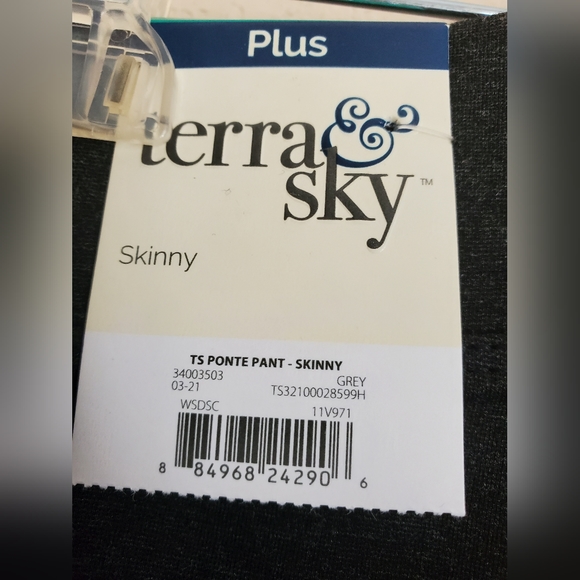 Plus
terra &
sky™
Skinny
TS PONTE PANT - SKINNY
34003503 GREY
03-21 TS32100028599H
WSDSC 11V971
8 84968 24290 6